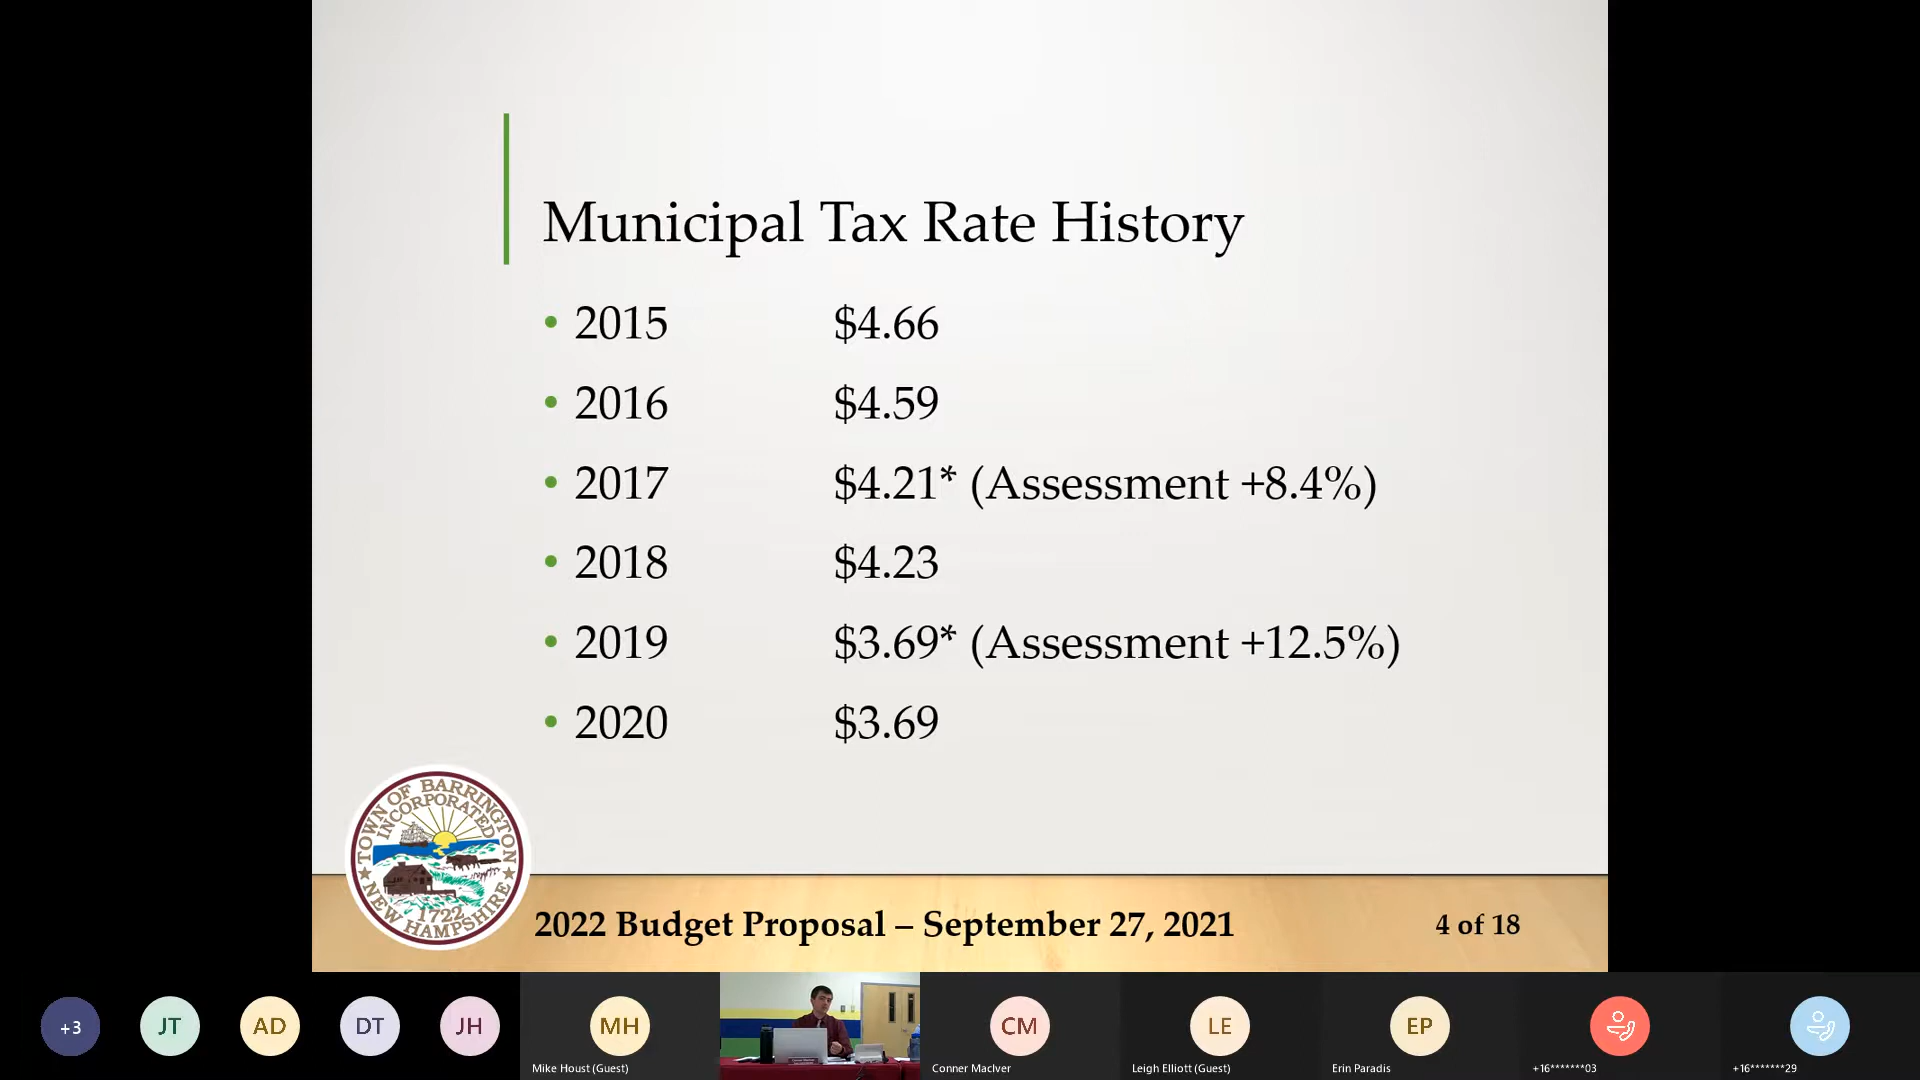 Municipal Tax Rate History
• 2015 $4.66
• 2016 $4.59
• 2017 $4.21* (Assessment +8.4%)
• 2018 $4.23
• 2019 $3.69* (Assessment +12.5%)
• 2020 $3.69
TOWN OF BARRINGTON
INCORPORATED
1722
NEW HAMPSHIRE
2022 Budget Proposal – September 27, 2021
4 of 18
+3
JT
AD
DT
JH
MH
CM
LE
EP
Mike Houst (Guest)
Conner MacIver
Leigh Elliott (Guest)
Erin Paradis
+16*******03
+16*******29